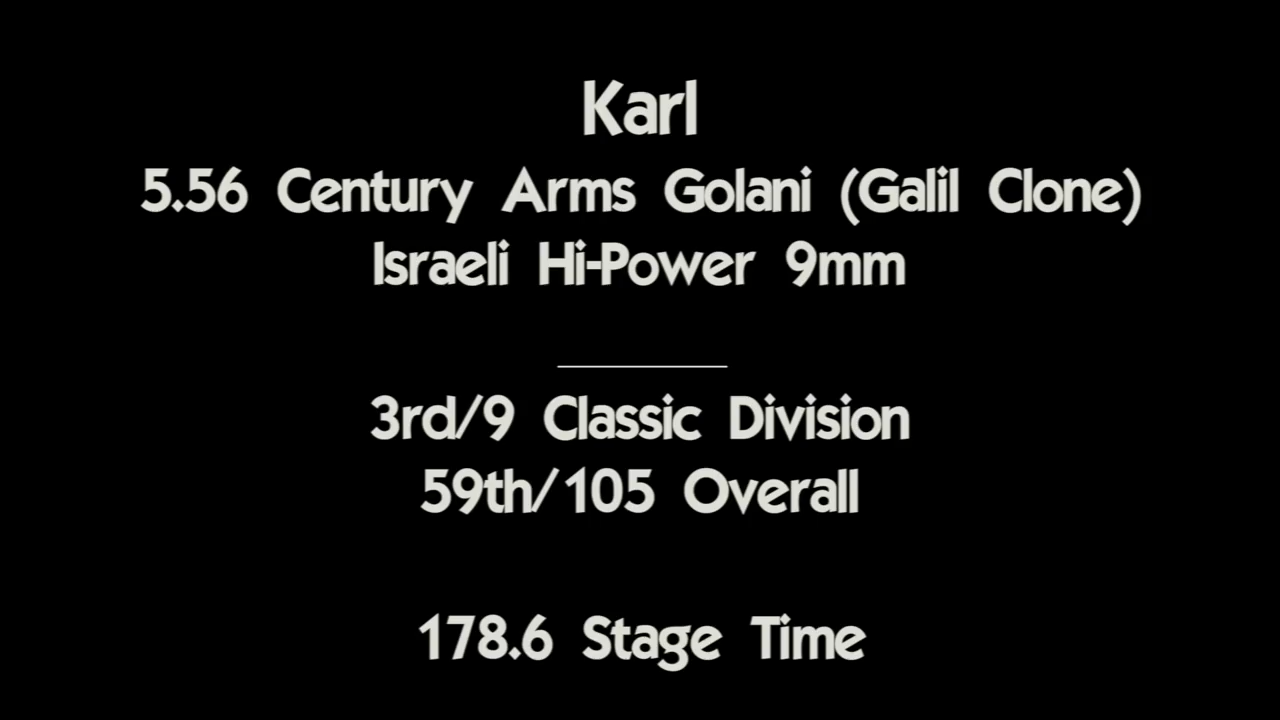 Karl
5.56 Century Arms Golani (Galil Clone)
Israeli Hi-Power 9mm
3rd/9 Classic Division
59th/105 Overall
178.6 Stage Time